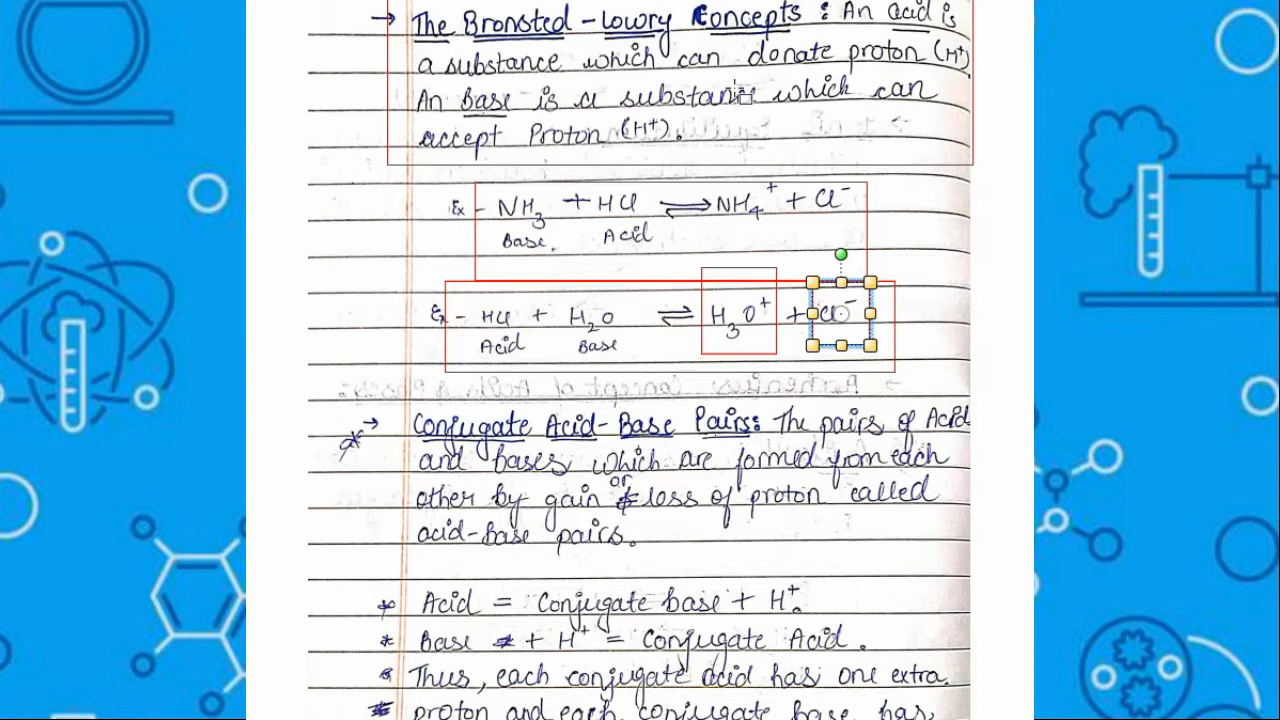 → The Bronsted-Lowry Concepts : An acid is
a substance which can donate proton (H⁺)
An Base is a substance which can
accept Proton (H⁺).
Ex - NH₃ + HCl ⇌ NH₄⁺ + Cl⁻
Base. Acid
Ex - HCl + H₂O ⇌ H₃O⁺ + Cl⁻
Acid Base
→ Conjugate Acid-Base Pairs: The pairs of Acid
and bases which are formed from each
other by gain or loss of proton called
acid-Base pairs.
* Acid = Conjugate base + H⁺.
* Base + H⁺ = Conjugate Acid.
* Thus, each conjugate acid has one extra
* proton and each conjugate base has